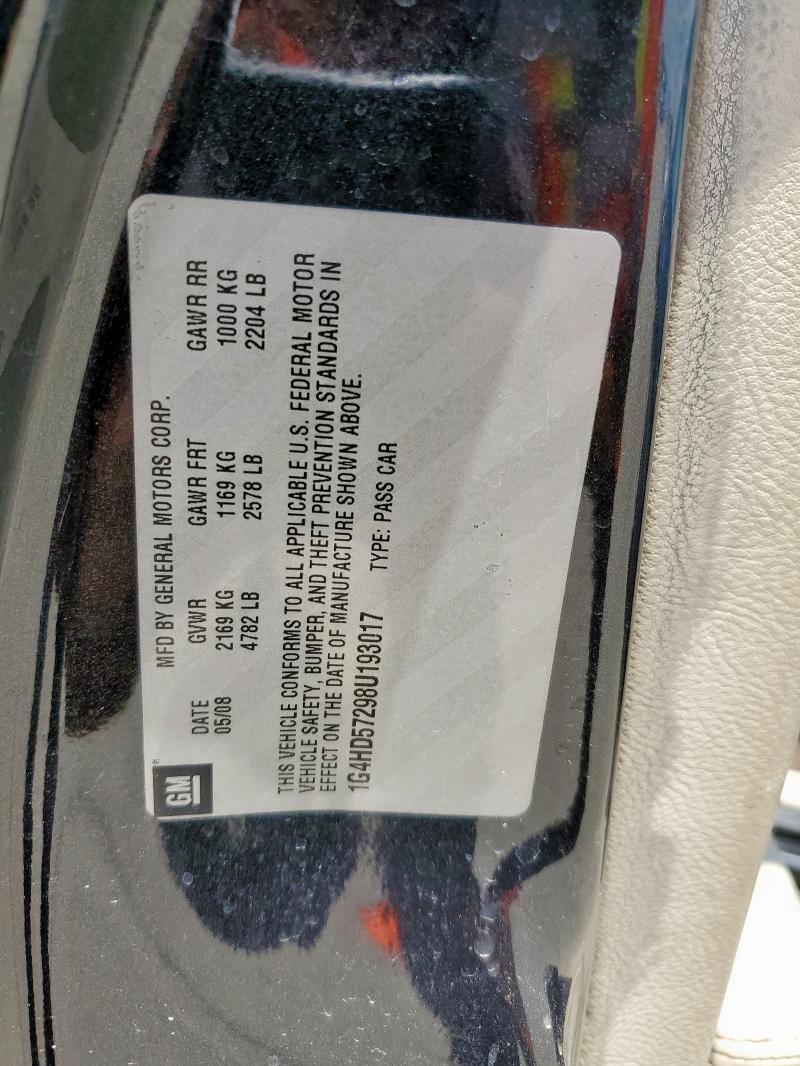 GM
MFD BY GENERAL MOTORS CORP.
DATE GVWR GAWR FRT GAWR RR
05/08 2169 KG 1169 KG 1000 KG
4782 LB 2578 LB 2204 LB
THIS VEHICLE CONFORMS TO ALL APPLICABLE U.S. FEDERAL MOTOR
VEHICLE SAFETY, BUMPER, AND THEFT PREVENTION STANDARDS IN
EFFECT ON THE DATE OF MANUFACTURE SHOWN ABOVE.
1G4HD57298U193017 TYPE: PASS CAR